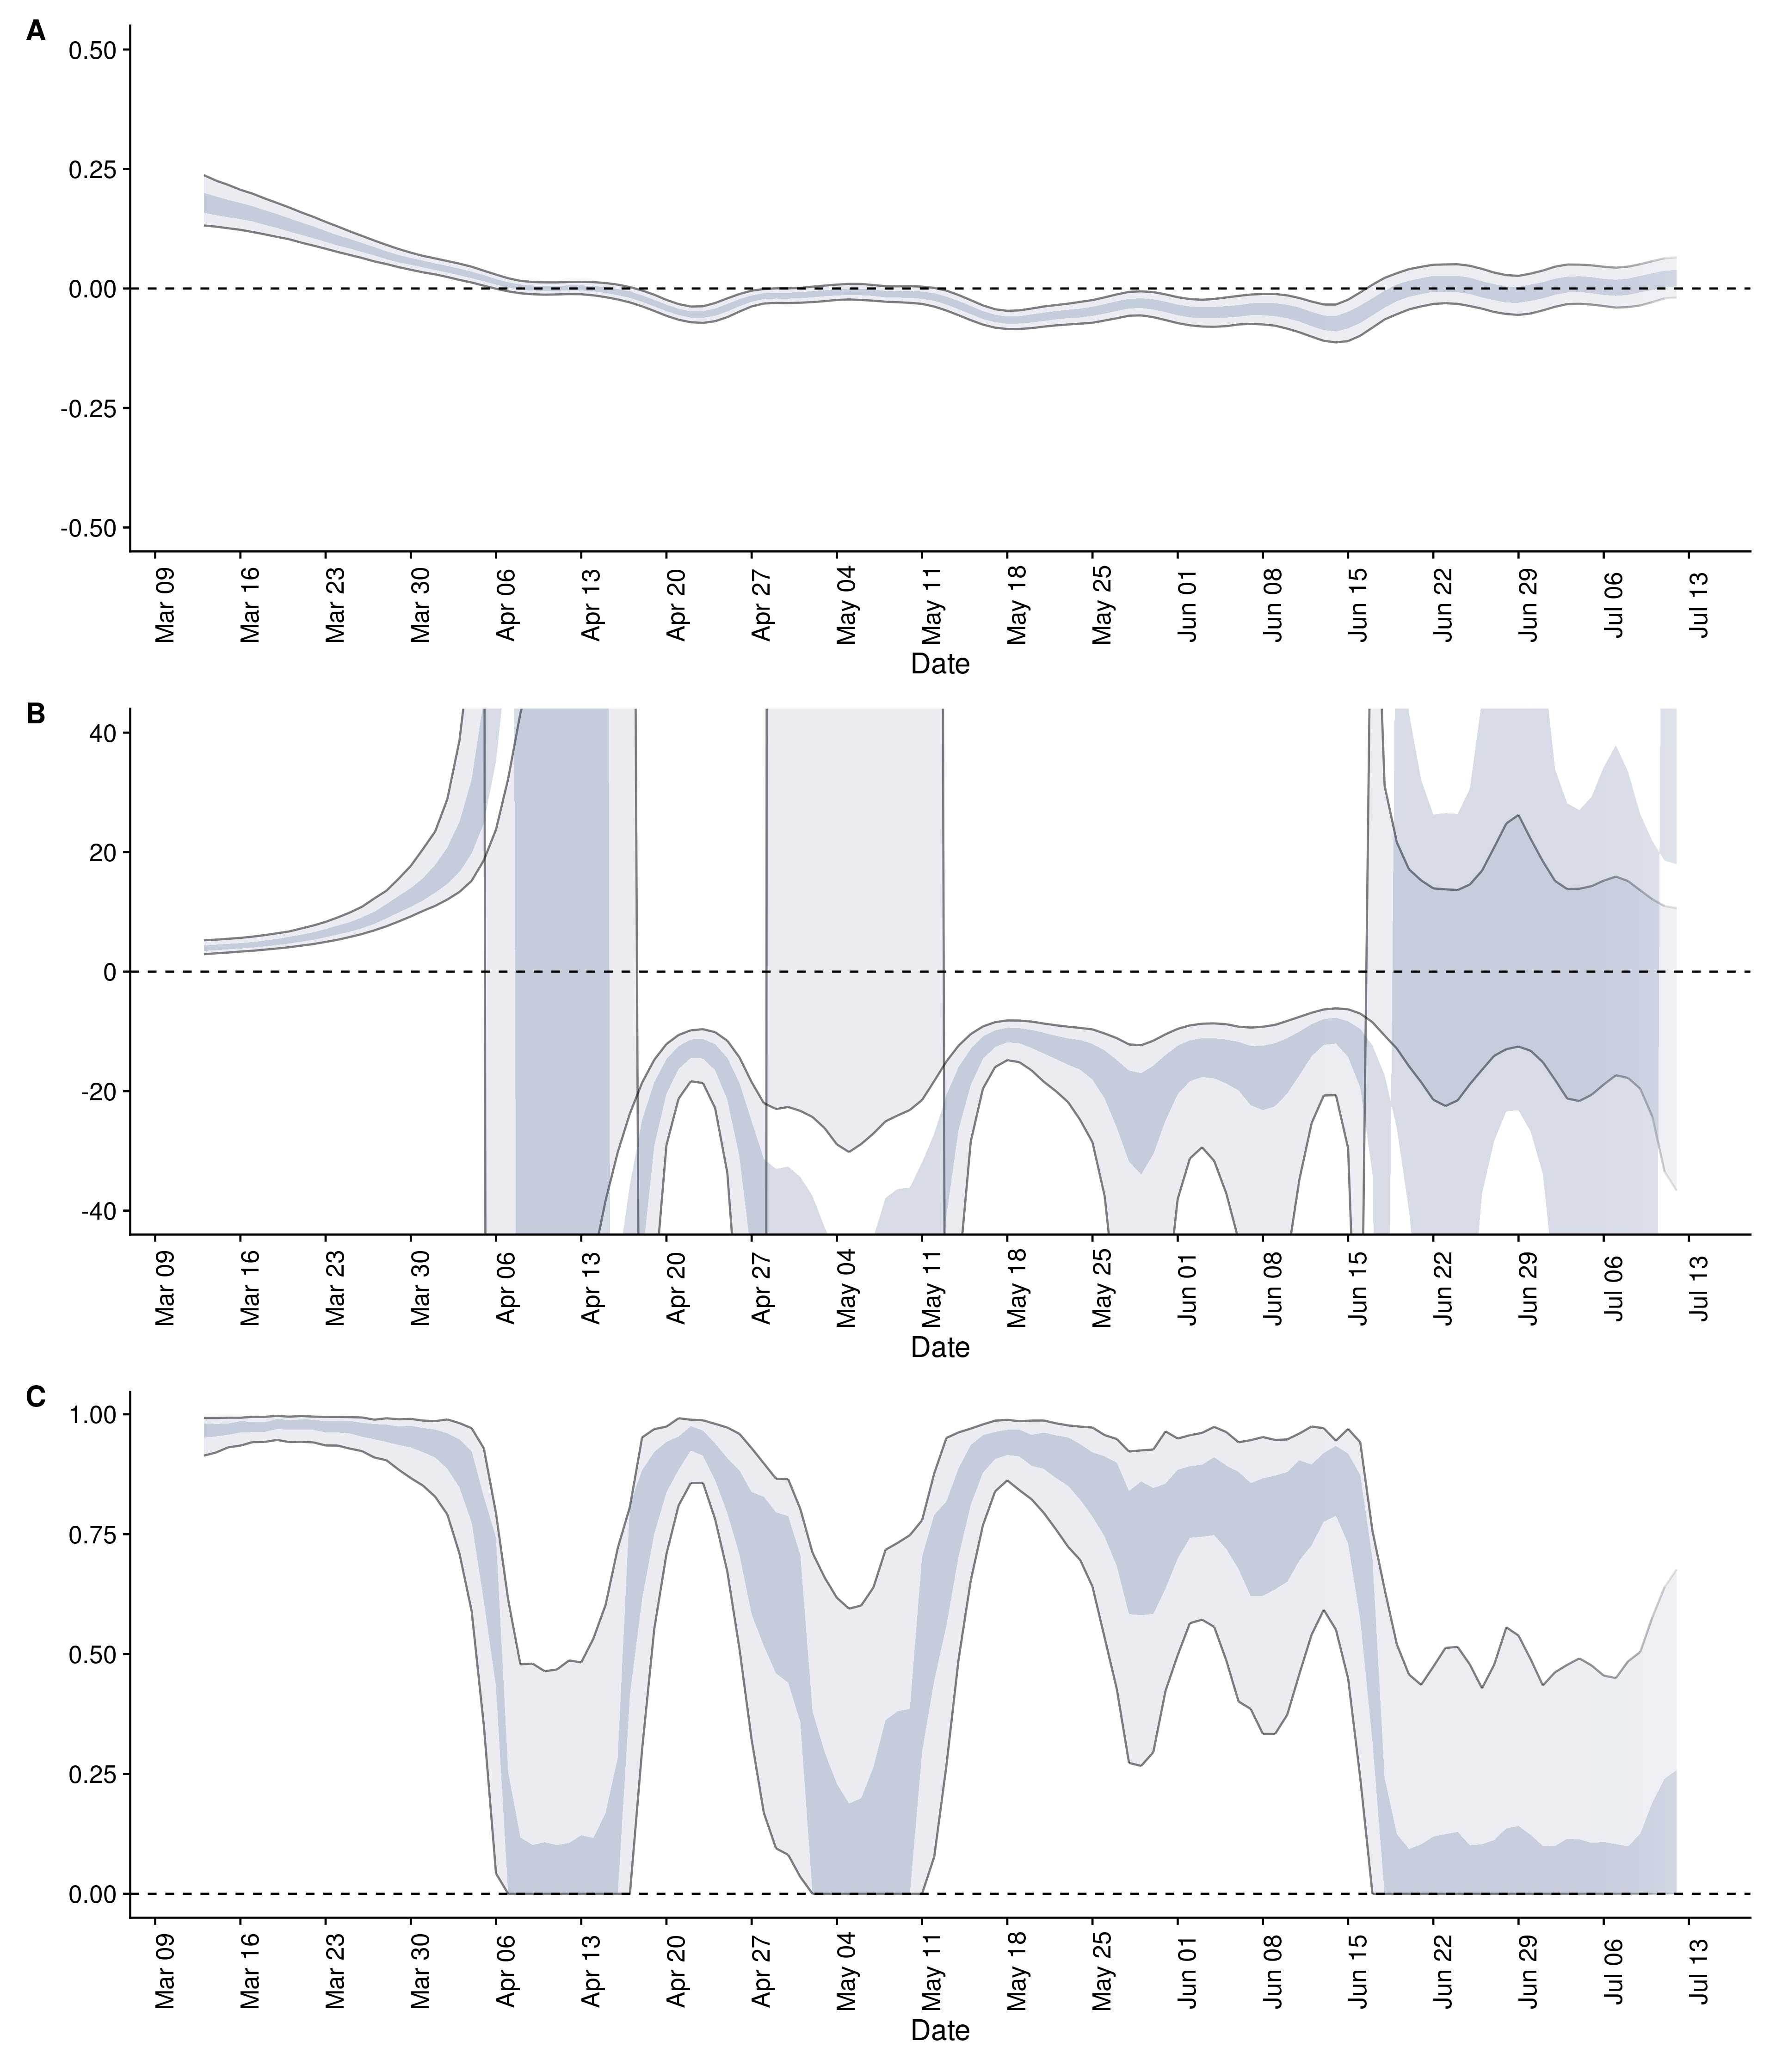 A
0.50
0.25
0.00
-0.25
-0.50
Mar 09
Mar 16
Mar 23
Mar 30
Apr 06
Apr 13
Apr 20
Apr 27
May 04
May 11
May 18
May 25
Jun 01
Jun 08
Jun 15
Jun 22
Jun 29
Jul 06
Jul 13
Date
B
40
20
0
-20
-40
Mar 09
Mar 16
Mar 23
Mar 30
Apr 06
Apr 13
Apr 20
Apr 27
May 04
May 11
May 18
May 25
Jun 01
Jun 08
Jun 15
Jun 22
Jun 29
Jul 06
Jul 13
Date
C
1.00
0.75
0.50
0.25
0.00
Mar 09
Mar 16
Mar 23
Mar 30
Apr 06
Apr 13
Apr 20
Apr 27
May 04
May 11
May 18
May 25
Jun 01
Jun 08
Jun 15
Jun 22
Jun 29
Jul 06
Jul 13
Date